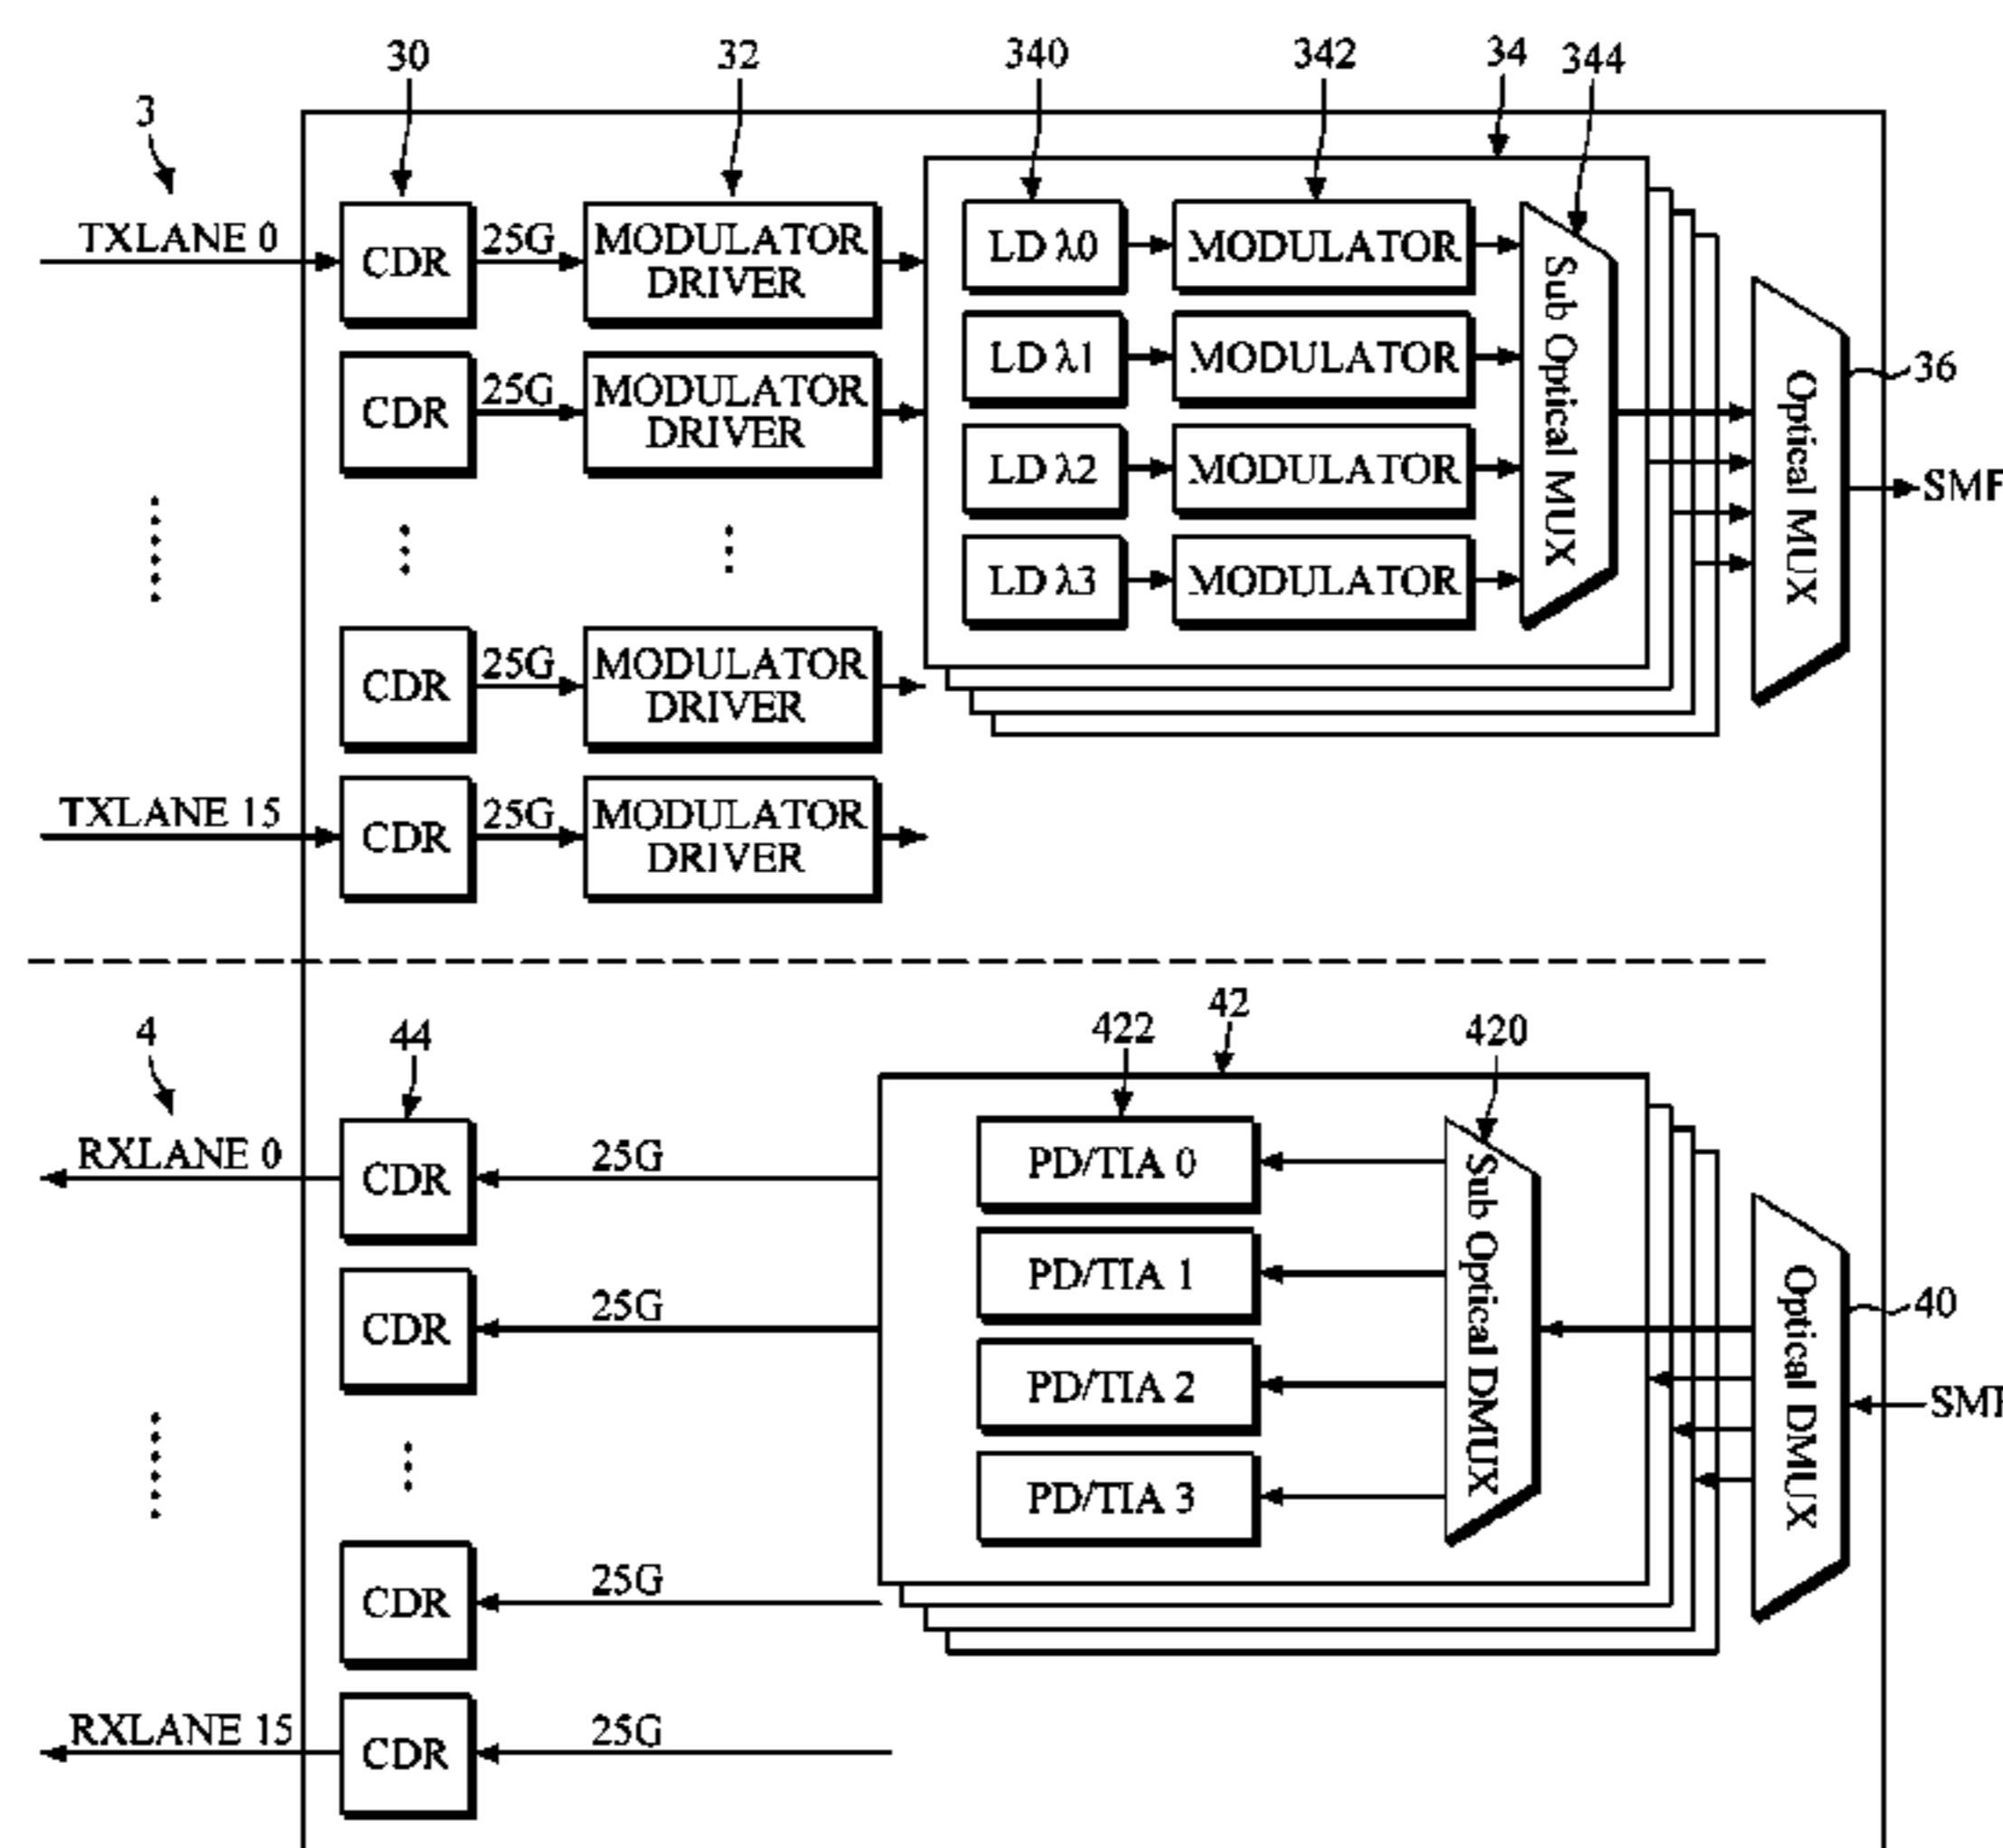 30
32
340
342
34
344
3
TXLANE 0
CDR
25G
MODULATOR
DRIVER
LD λ0
MODULATOR
LD λ1
MODULATOR
LD λ2
MODULATOR
LD λ3
MODULATOR
Sub Optical MUX
Optical MUX
36
SMF
CDR
25G
MODULATOR
DRIVER
CDR
25G
MODULATOR
DRIVER
TXLANE 15
CDR
25G
MODULATOR
DRIVER
4
44
422
42
420
RXLANE 0
CDR
25G
PD/TIA 0
PD/TIA 1
PD/TIA 2
PD/TIA 3
Sub Optical DMUX
Optical DMUX
40
SMF
CDR
25G
CDR
25G
RXLANE 15
CDR
25G